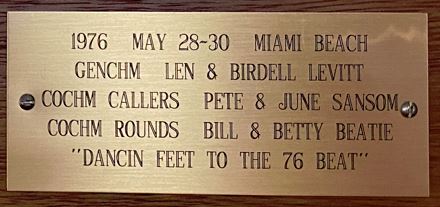 1976 MAY 28-30 MIAMI BEACH
GENCHM LEN & BIRDELL LEVITT
COCHM CALLERS PETE & JUNE SANSOM
COCHM ROUNDS BILL & BETTY BEATIE
"DANCIN FEET TO THE 76 BEAT"